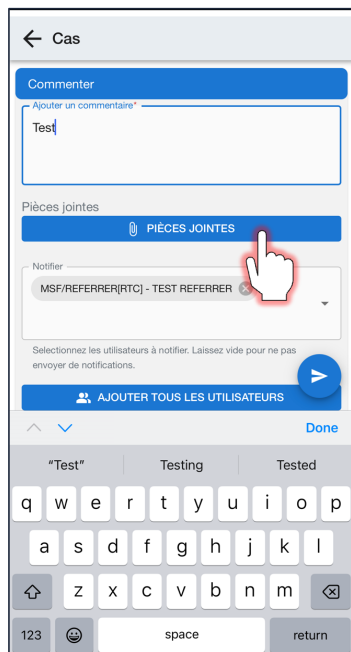 Cas
Commenter
Ajouter un commentaire*
Test
Pièces jointes
PIÈCES JOINTES
Notifier
MSF/REFERRER[RTC] - TEST REFERRER
Selectionnez les utilisateurs à notifier. Laissez vide pour ne pas
envoyer de notifications.
AJOUTER TOUS LES UTILISATEURS
Done
"Test" Testing Tested
q w e r t y u i o p
a s d f g h j k l
z x c v b n m
123 space return